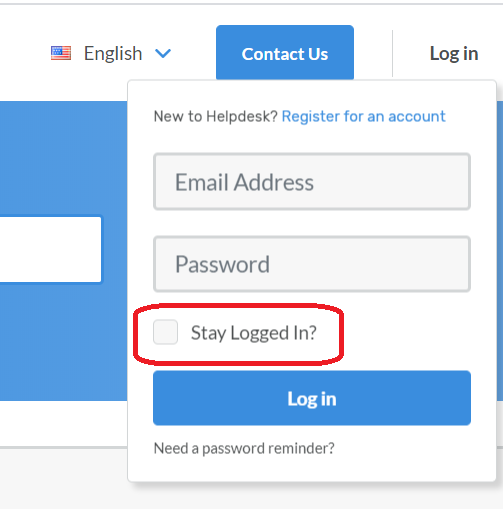 English
Contact Us
Log in
New to Helpdesk? Register for an account
Email Address
Password
Stay Logged In?
Log in
Need a password reminder?